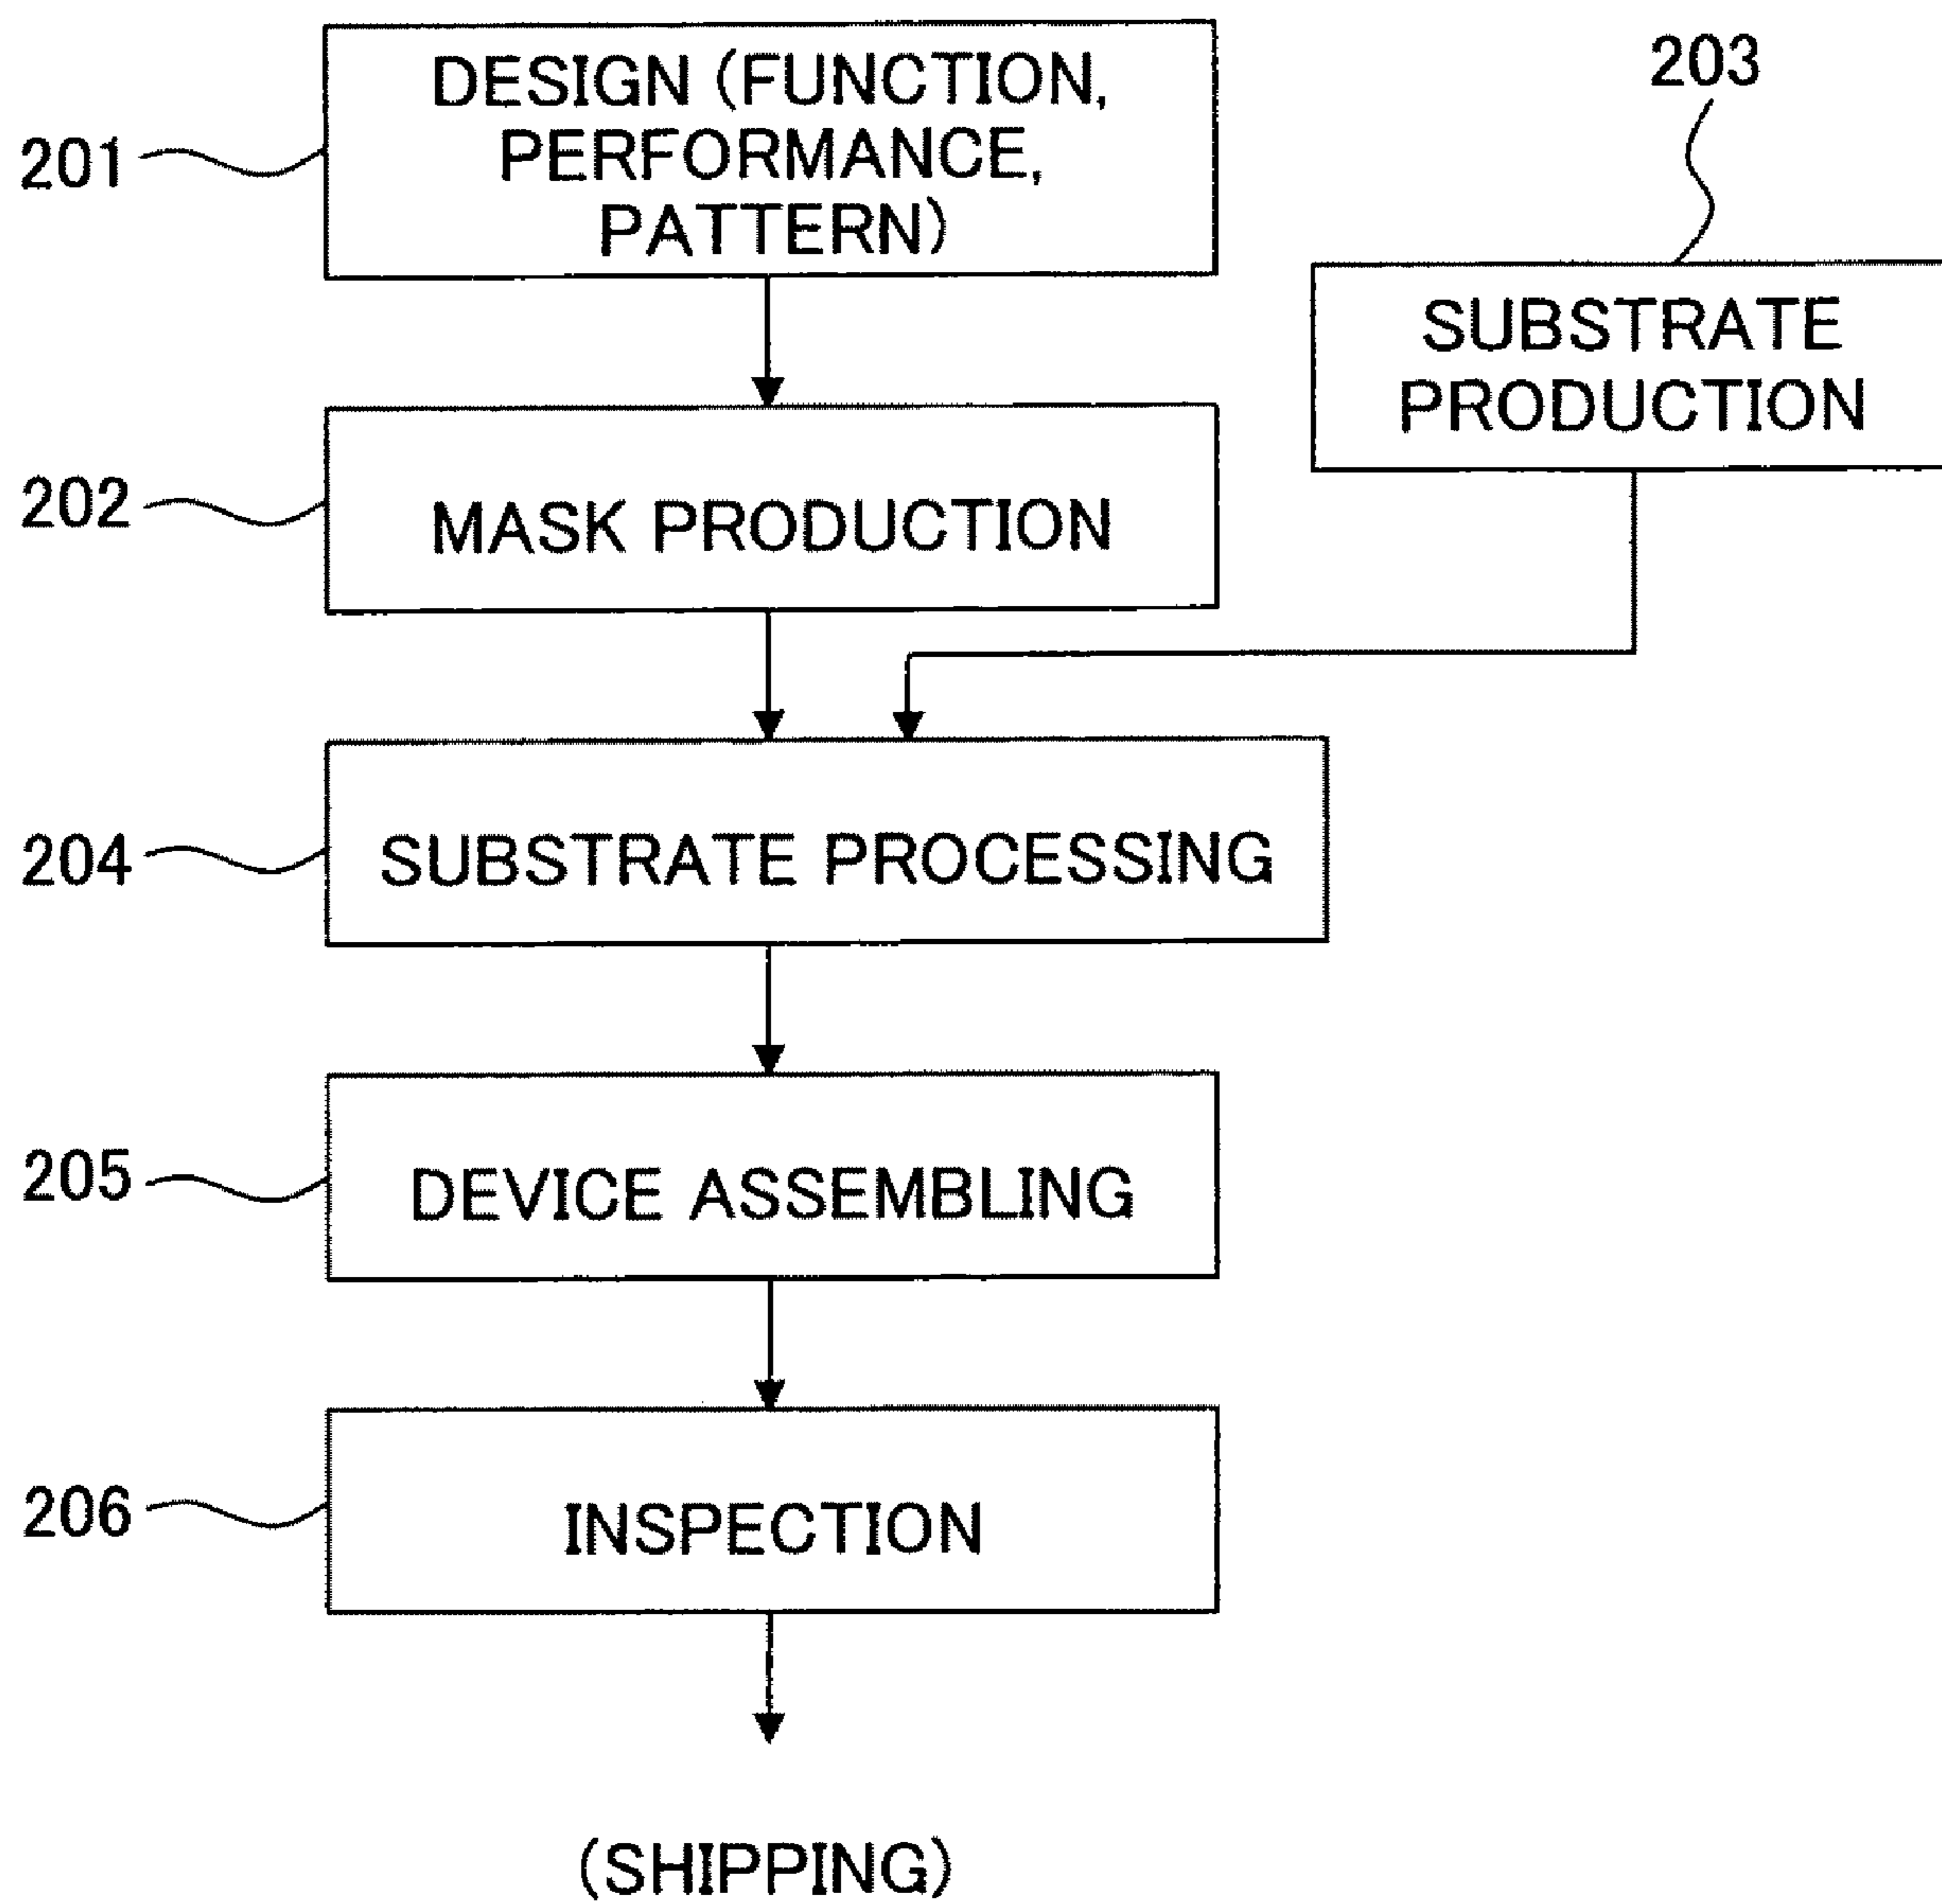 201
DESIGN (FUNCTION,
PERFORMANCE,
PATTERN)
203
SUBSTRATE
PRODUCTION
202
MASK PRODUCTION
204
SUBSTRATE PROCESSING
205
DEVICE ASSEMBLING
206
INSPECTION
(SHIPPING)